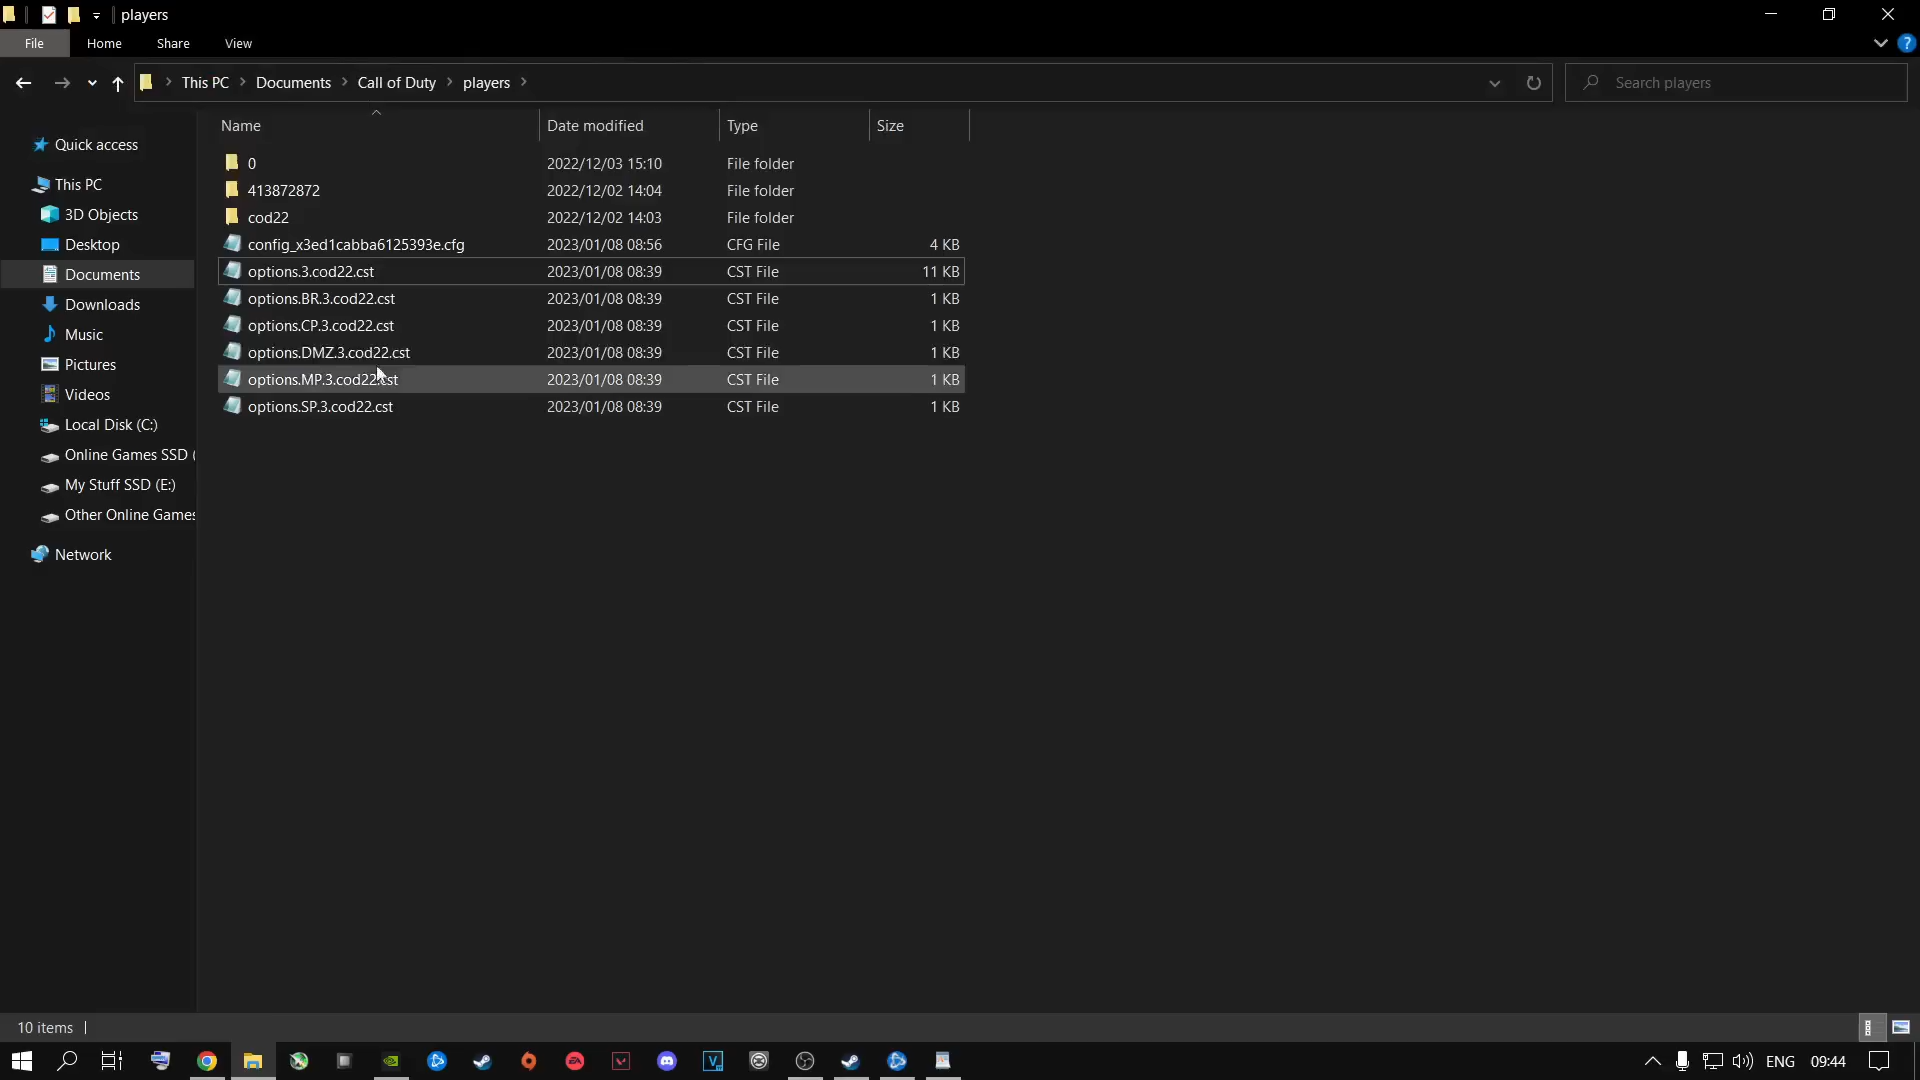 players
File Home Share View
This PC Documents Call of Duty players
Search players
Name Date modified Type Size
Quick access
This PC
3D Objects
Desktop
Documents
Downloads
Music
Pictures
Videos
Local Disk (C:)
Online Games SSD (
My Stuff SSD (E:)
Other Online Games
Network
0 2022/12/03 15:10 File folder
413872872 2022/12/02 14:04 File folder
cod22 2022/12/02 14:03 File folder
config_x3ed1cabba6125393e.cfg 2023/01/08 08:56 CFG File 4 KB
options.3.cod22.cst 2023/01/08 08:39 CST File 11 KB
options.BR.3.cod22.cst 2023/01/08 08:39 CST File 1 KB
options.CP.3.cod22.cst 2023/01/08 08:39 CST File 1 KB
options.DMZ.3.cod22.cst 2023/01/08 08:39 CST File 1 KB
options.MP.3.cod22.cst 2023/01/08 08:39 CST File 1 KB
options.SP.3.cod22.cst 2023/01/08 08:39 CST File 1 KB
10 items
ENG 09:44